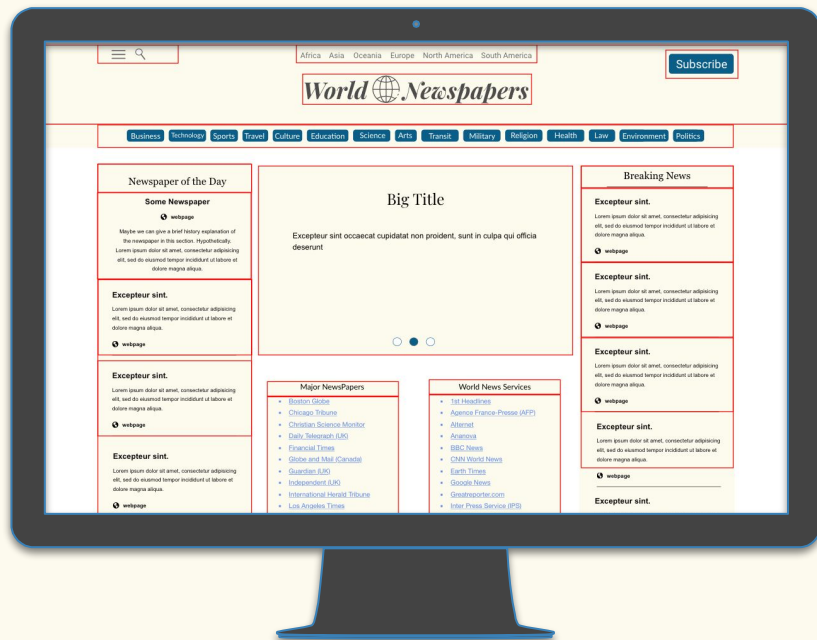 Africa Asia Oceania Europe North America South America
Subscribe
World Newspapers
Business Technology Sports Travel Culture Education Science Arts Transit Military Religion Health Law Environment Politics
Newspaper of the Day
Some Newspaper
webpage
Maybe we can give a brief history explanation of
the newspaper in this section. Hypothetically.
Lorem ipsum dolor sit amet, consectetur adipisicing
elit, sed do eiusmod tempor incididunt ut labore et
dolore magna aliqua.
Excepteur sint.
Lorem ipsum dolor sit amet, consectetur adipisicing
elit, sed do eiusmod tempor incididunt ut labore et
dolore magna aliqua.
webpage
Excepteur sint.
Lorem ipsum dolor sit amet, consectetur adipisicing
elit, sed do eiusmod tempor incididunt ut labore et
dolore magna aliqua.
webpage
Excepteur sint.
Lorem ipsum dolor sit amet, consectetur adipisicing
elit, sed do eiusmod tempor incididunt ut labore et
dolore magna aliqua.
webpage
Big Title
Excepteur sint occaecat cupidatat non proident, sunt in culpa qui officia
deserunt
Major NewsPapers
Boston Globe
Chicago Tribune
Christian Science Monitor
Daily Telegraph (UK)
Financial Times
Globe and Mail (Canada)
Guardian (UK)
Independent (UK)
International Herald Tribune
Los Angeles Times
World News Services
1st Headlines
Agence France-Presse (AFP)
Alternet
Ananova
BBC News
CNN World News
Earth Times
Google News
Greatreporter.com
Inter Press Service (IPS)
Breaking News
Excepteur sint.
Lorem ipsum dolor sit amet, consectetur adipisicing
elit, sed do eiusmod tempor incididunt ut labore et
dolore magna aliqua.
webpage
Excepteur sint.
Lorem ipsum dolor sit amet, consectetur adipisicing
elit, sed do eiusmod tempor incididunt ut labore et
dolore magna aliqua.
webpage
Excepteur sint.
Lorem ipsum dolor sit amet, consectetur adipisicing
elit, sed do eiusmod tempor incididunt ut labore et
dolore magna aliqua.
webpage
Excepteur sint.
Lorem ipsum dolor sit amet, consectetur adipisicing
elit, sed do eiusmod tempor incididunt ut labore et
dolore magna aliqua.
webpage
Excepteur sint.